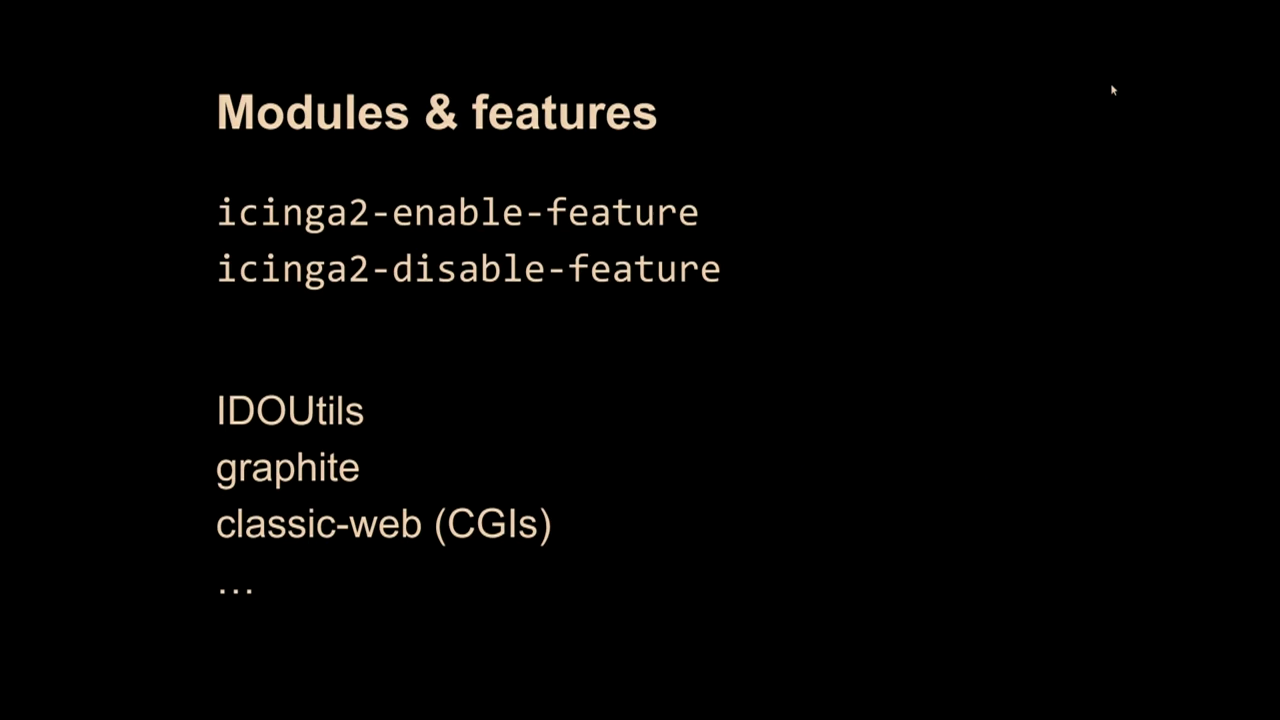 Modules & features
icinga2-enable-feature
icinga2-disable-feature
IDOUtils
graphite
classic-web (CGIs)
…